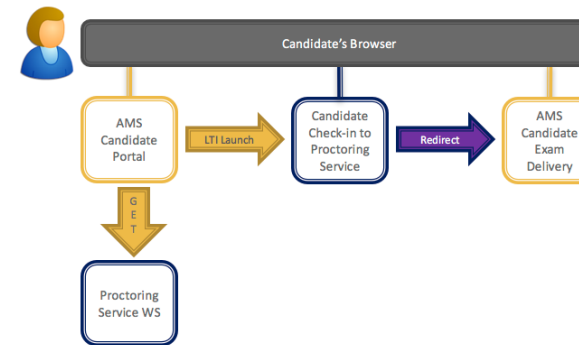 Candidate's Browser
AMS
Candidate
Portal
LTI Launch
Candidate
Check-in to
Proctoring
Service
Redirect
AMS
Candidate
Exam
Delivery
G
E
T
Proctoring
Service WS